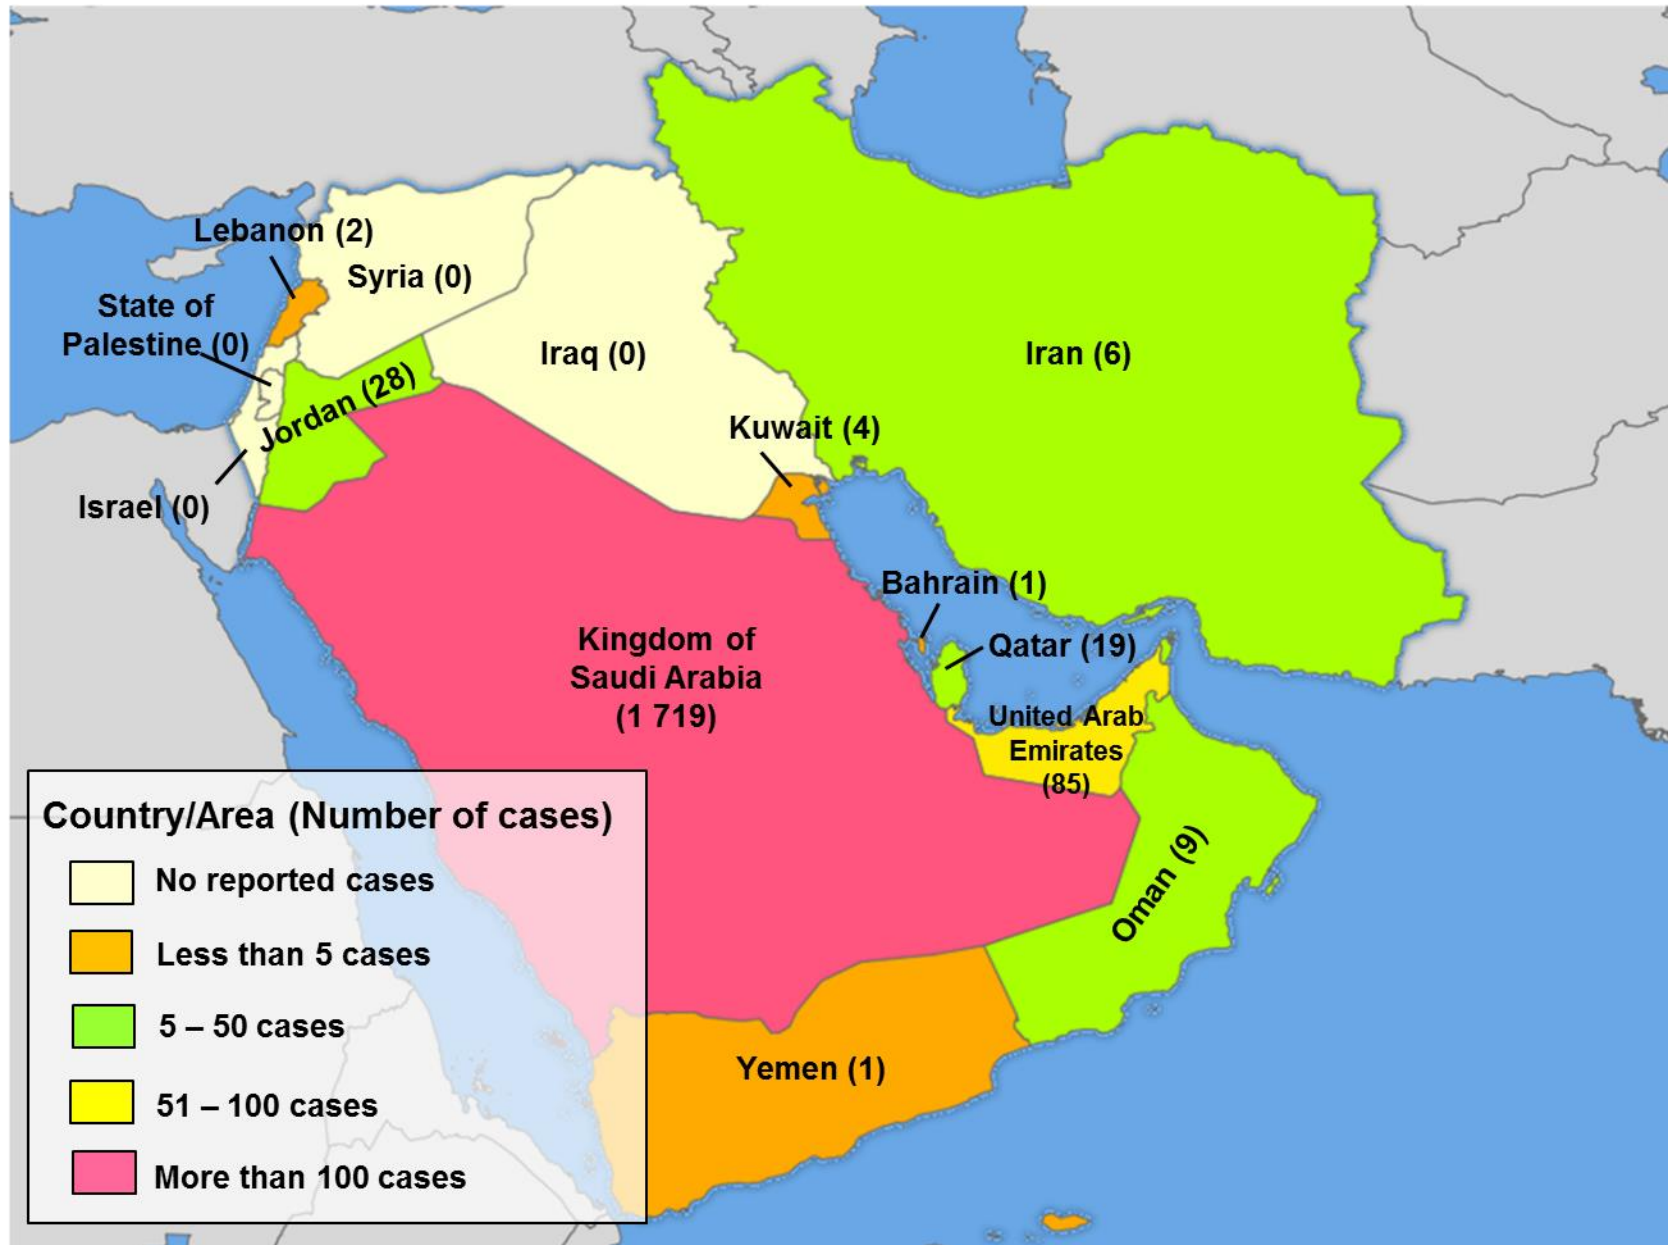 Lebanon (2)
Syria (0)
State of
Palestine (0)
Iraq (0)
Iran (6)
Jordan (28)
Kuwait (4)
Israel (0)
Bahrain (1)
Kingdom of
Saudi Arabia
(1 719)
Qatar (19)
United Arab
Emirates
(85)
Oman (9)
Yemen (1)
Country/Area (Number of cases)
No reported cases
Less than 5 cases
5 – 50 cases
51 – 100 cases
More than 100 cases